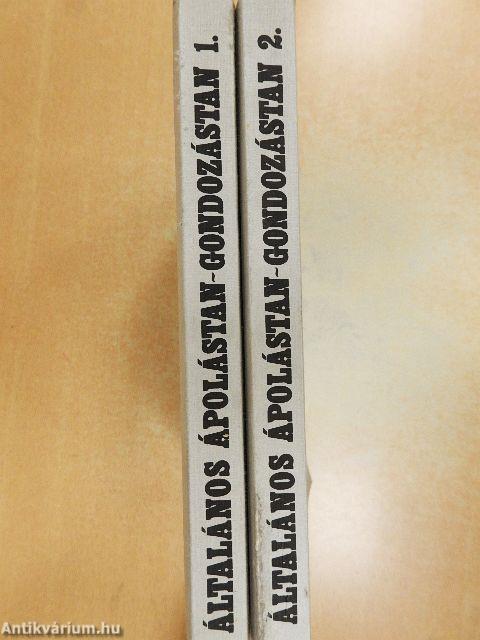 ÁLTALÁNOS ÁPOLÁSTAN-GONDOZÁSTAN 1.
ÁLTALÁNOS ÁPOLÁSTAN-GONDOZÁSTAN 2.
Antikvárium.hu